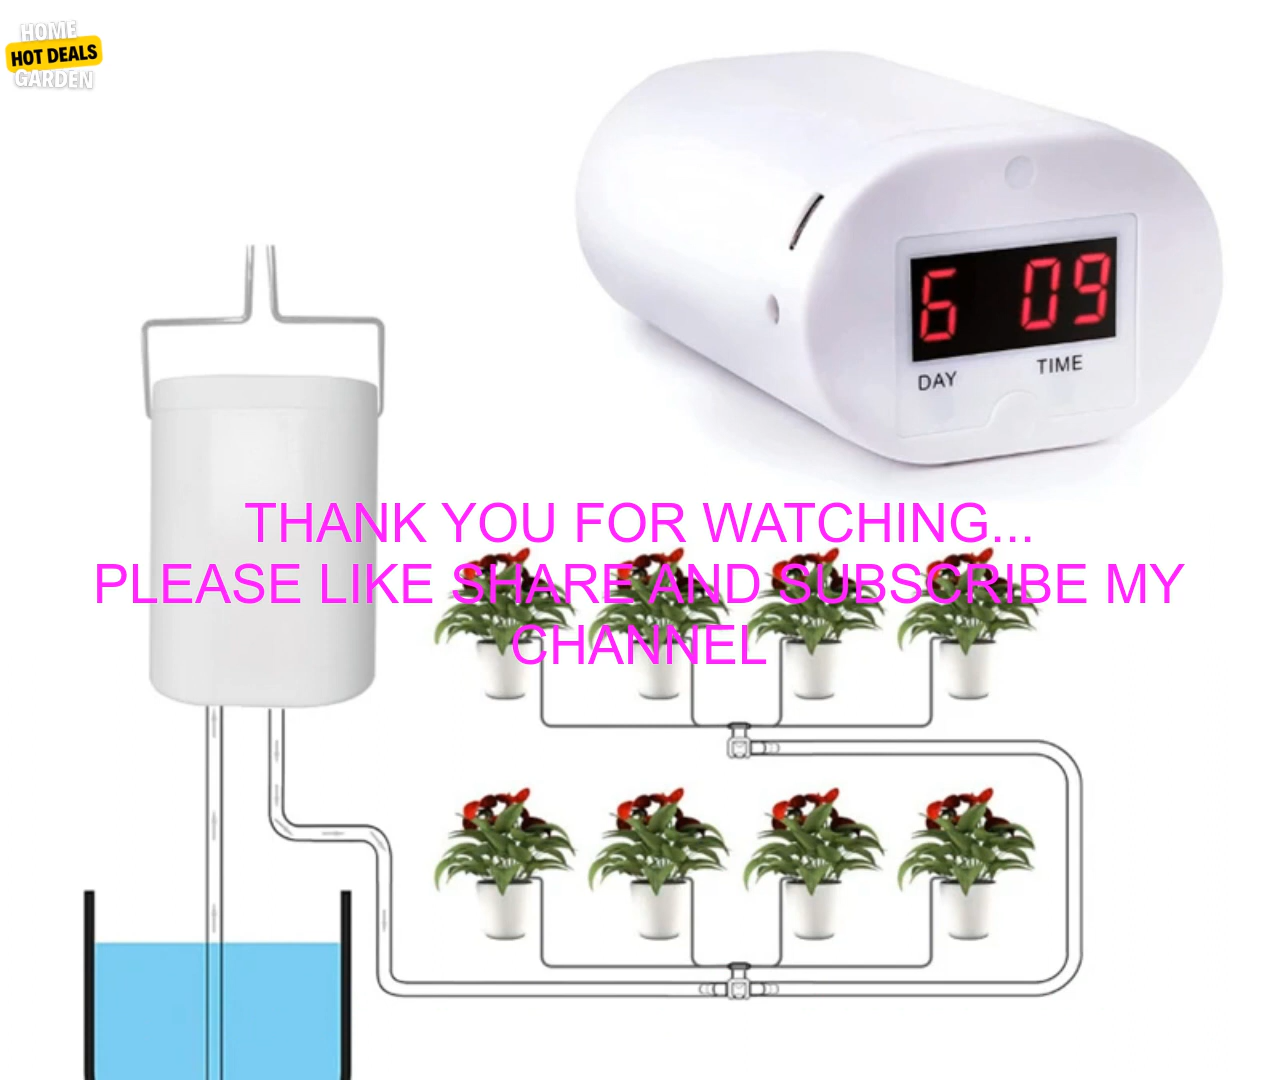 HOME
HOT DEALS
GARDEN
6 09
DAY TIME
THANK YOU FOR WATCHING...
PLEASE LIKE SHARE AND SUBSCRIBE MY
CHANNEL